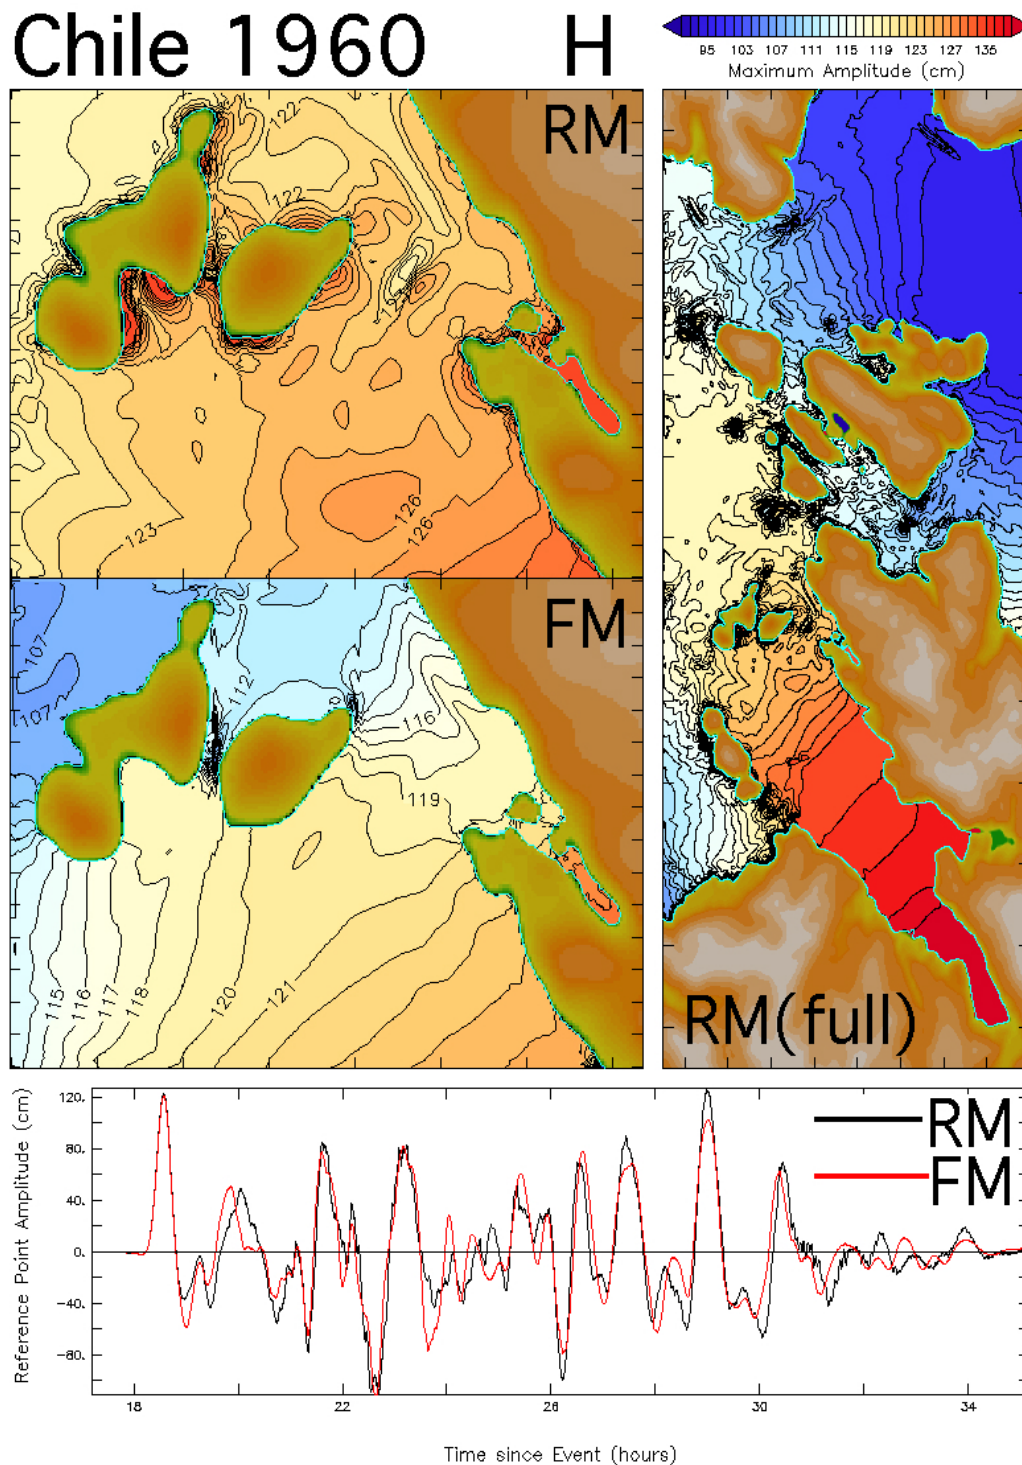 Chile 1960 H
95 103 107 111 115 119 123 127 135
Maximum Amplitude (cm)
RM
122
122
123
126
126
FM
107
107
112
116
119
115
116
117
118
120
121
RM(full)
Reference Point Amplitude (cm)
120.
80.
40.
0.
-40.
-80.
RM
FM
18 22 26 30 34
Time since Event (hours)